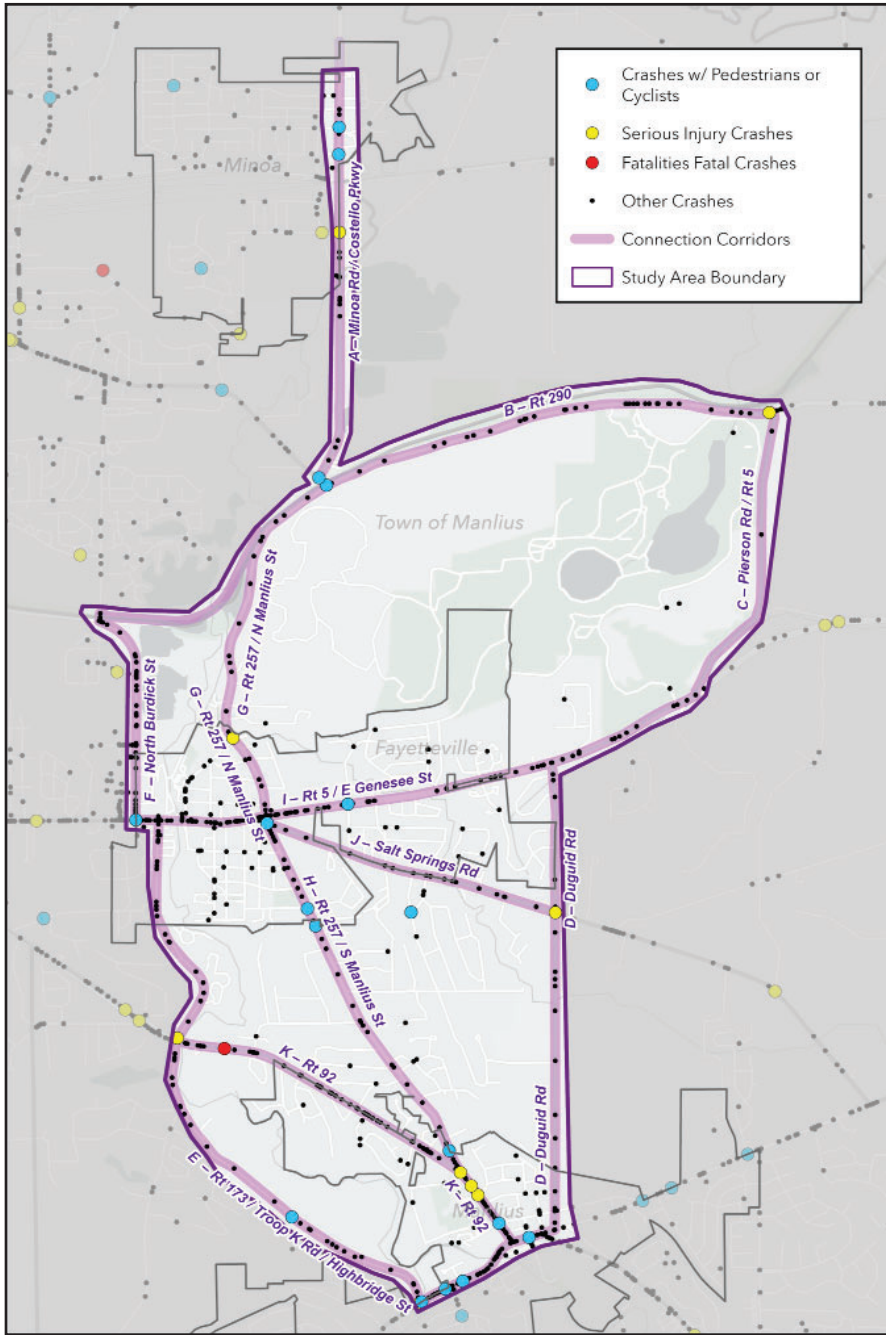 Crashes w/ Pedestrians or
Cyclists
Serious Injury Crashes
Fatalities Fatal Crashes
Other Crashes
Connection Corridors
Study Area Boundary
Minoa
A – Minoa Rd / Costello Pkwy
B – Rt 290
Town of Manlius
C – Pierson Rd / Rt 5
G – Rt 257 / N Manlius St
F – North Burdick St
G – Rt 257 / N Manlius St
Fayetteville
I – Rt 5 / E Genesee St
J – Salt Springs Rd
D – Duguid Rd
H – Rt 257 / S Manlius St
K – Rt 92
D – Duguid Rd
E – Rt 173 / Troop K Rd / Highbridge St
K – Rt 92
Manlius